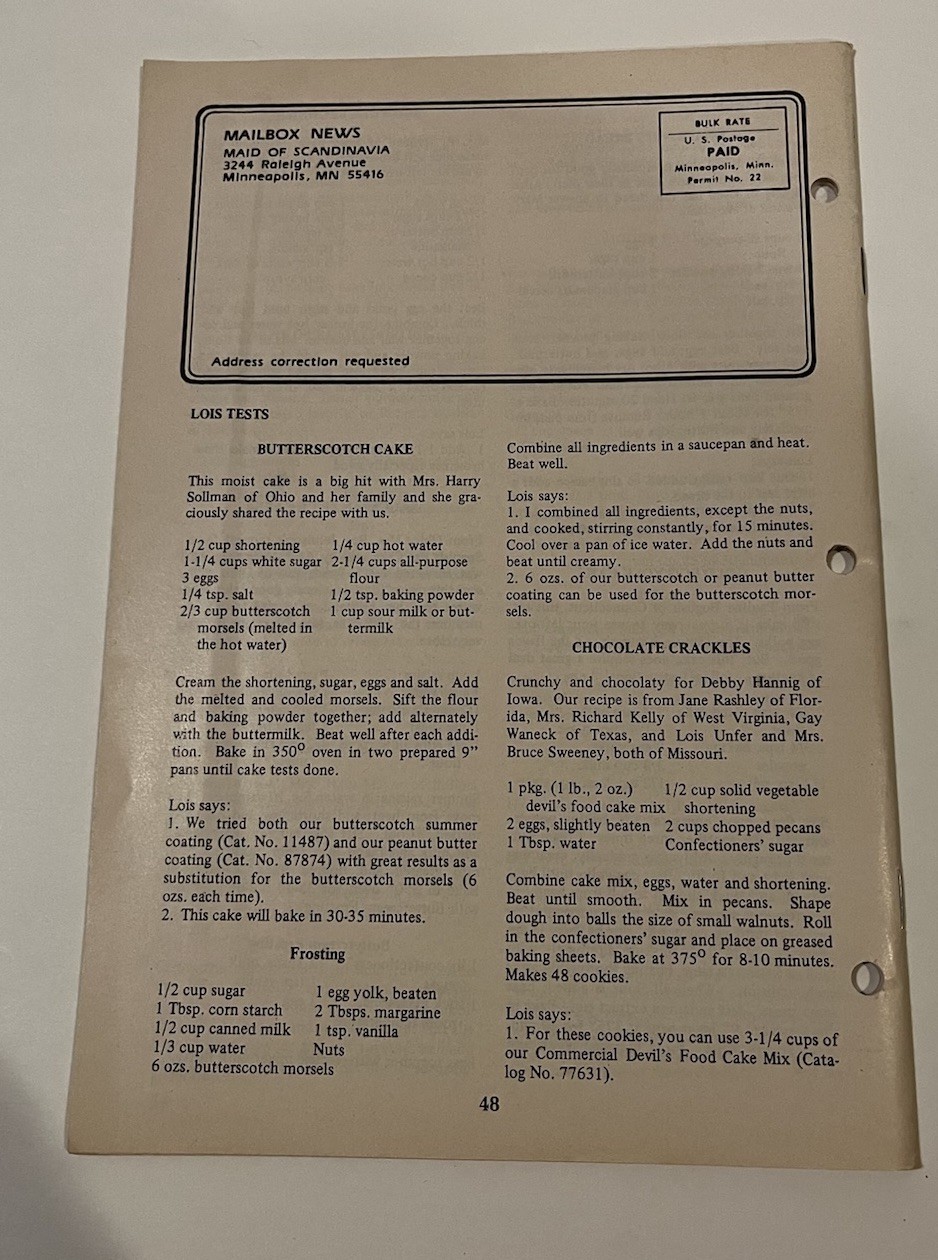 MAILBOX NEWS
MAID OF SCANDINAVIA
3244 Raleigh Avenue
Minneapolis, MN 55416
BULK RATE
U. S. Postage
PAID
Minneapolis, Minn.
Permit No. 22
Address correction requested
LOIS TESTS
BUTTERSCOTCH CAKE
This moist cake is a big hit with Mrs. Harry
Sollman of Ohio and her family and she gra-
ciously shared the recipe with us.
1/2 cup shortening
1-1/4 cups white sugar
3 eggs
1/4 tsp. salt
2/3 cup butterscotch
morsels (melted in
the hot water)
1/4 cup hot water
2-1/4 cups all-purpose
flour
1/2 tsp. baking powder
1 cup sour milk or but-
termilk
Cream the shortening, sugar, eggs and salt. Add
the melted and cooled morsels. Sift the flour
and baking powder together; add alternately
with the buttermilk. Beat well after each addi-
tion. Bake in 350° oven in two prepared 9”
pans until cake tests done.
Lois says:
1. We tried both our butterscotch summer
coating (Cat. No. 11487) and our peanut butter
coating (Cat. No. 87874) with great results as a
substitution for the butterscotch morsels (6
ozs. each time).
2. This cake will bake in 30-35 minutes.
Frosting
1/2 cup sugar
1 Tbsp. corn starch
1/2 cup canned milk
1/3 cup water
6 ozs. butterscotch morsels
1 egg yolk, beaten
2 Tbsps. margarine
1 tsp. vanilla
Nuts
Combine all ingredients in a saucepan and heat.
Beat well.
Lois says:
1. I combined all ingredients, except the nuts,
and cooked, stirring constantly, for 15 minutes.
Cool over a pan of ice water. Add the nuts and
beat until creamy.
2. 6 ozs. of our butterscotch or peanut butter
coating can be used for the butterscotch mor-
sels.
CHOCOLATE CRACKLES
Crunchy and chocolaty for Debby Hannig of
Iowa. Our recipe is from Jane Rashley of Flor-
ida, Mrs. Richard Kelly of West Virginia, Gay
Waneck of Texas, and Lois Unfer and Mrs.
Bruce Sweeney, both of Missouri.
1 pkg. (1 lb., 2 oz.)
devil's food cake mix
2 eggs, slightly beaten
1 Tbsp. water
1/2 cup solid vegetable
shortening
2 cups chopped pecans
Confectioners' sugar
Combine cake mix, eggs, water and shortening.
Beat until smooth. Mix in pecans. Shape
dough into balls the size of small walnuts. Roll
in the confectioners' sugar and place on greased
baking sheets. Bake at 375° for 8-10 minutes.
Makes 48 cookies.
Lois says:
1. For these cookies, you can use 3-1/4 cups of
our Commercial Devil's Food Cake Mix (Cata-
log No. 77631).
48